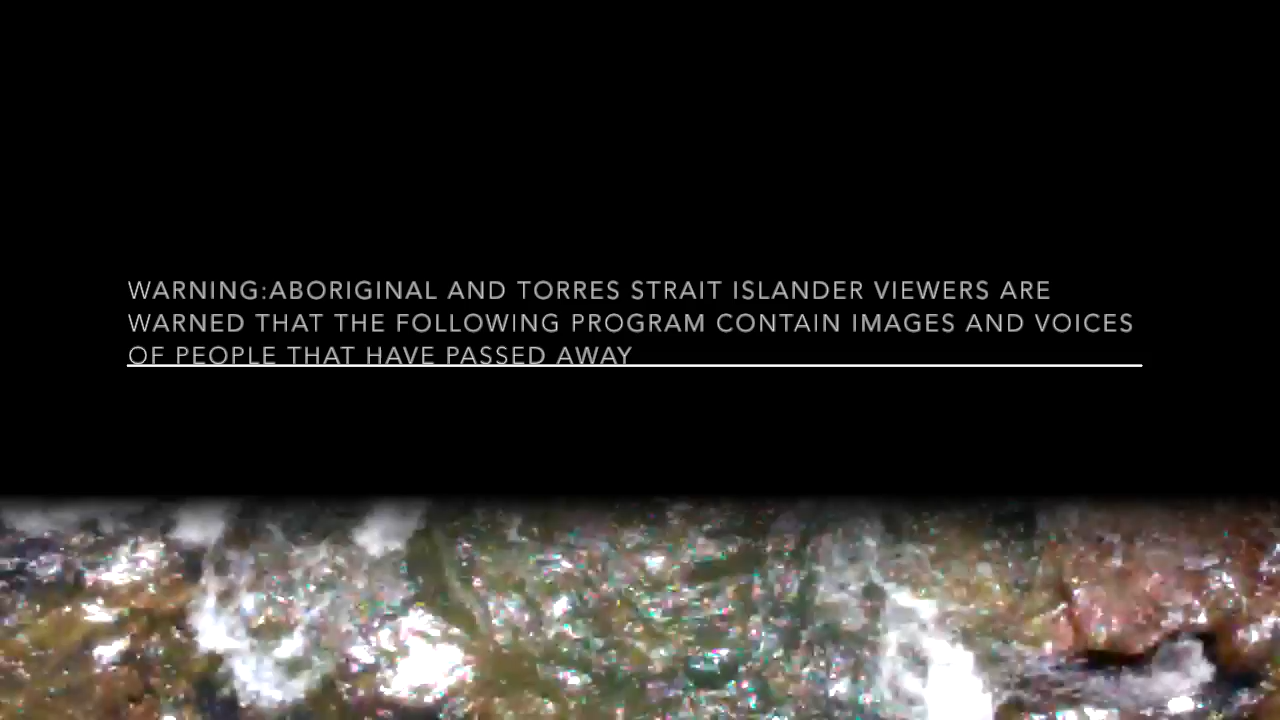 WARNING:ABORIGINAL AND TORRES STRAIT ISLANDER VIEWERS ARE
WARNED THAT THE FOLLOWING PROGRAM CONTAIN IMAGES AND VOICES
OF PEOPLE THAT HAVE PASSED AWAY